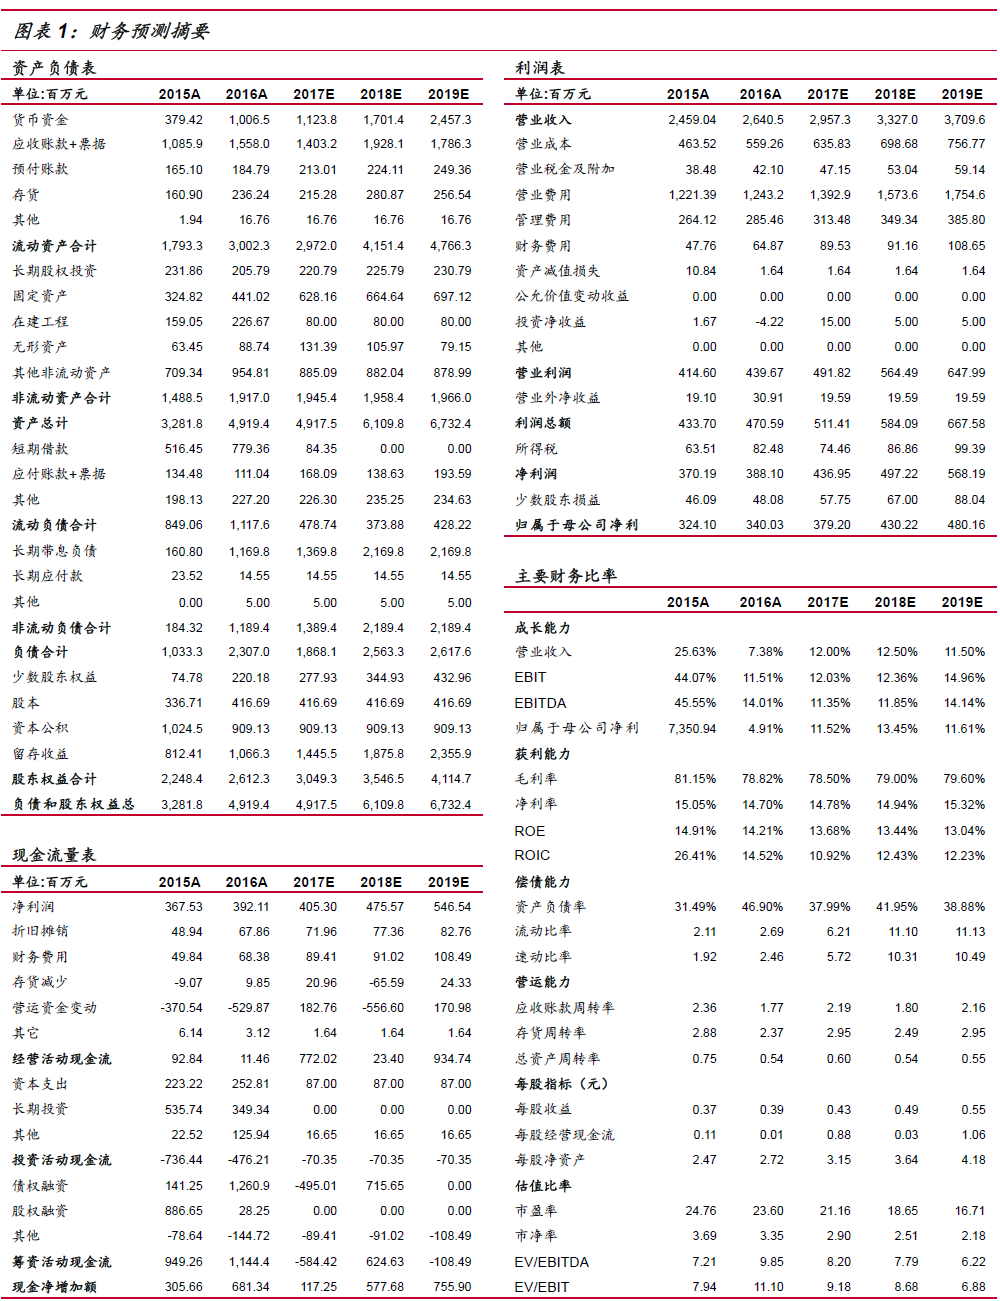 图表 1：财务预测摘要
资产负债表
单位:百万元 2015A 2016A 2017E 2018E 2019E
货币资金 379.42 1,006.5 1,123.8 1,701.4 2,457.3
应收账款+票据 1,085.9 1,558.0 1,403.2 1,928.1 1,786.3
预付账款 165.10 184.79 213.01 224.11 249.36
存货 160.90 236.24 215.28 280.87 256.54
其他 1.94 16.76 16.76 16.76 16.76
流动资产合计 1,793.3 3,002.3 2,972.0 4,151.4 4,766.3
长期股权投资 231.86 205.79 220.79 225.79 230.79
固定资产 324.82 441.02 628.16 664.64 697.12
在建工程 159.05 226.67 80.00 80.00 80.00
无形资产 63.45 88.74 131.39 105.97 79.15
其他非流动资产 709.34 954.81 885.09 882.04 878.99
非流动资产合计 1,488.5 1,917.0 1,945.4 1,958.4 1,966.0
资产总计 3,281.8 4,919.4 4,917.5 6,109.8 6,732.4
短期借款 516.45 779.36 84.35 0.00 0.00
应付账款+票据 134.48 111.04 168.09 138.63 193.59
其他 198.13 227.20 226.30 235.25 234.63
流动负债合计 849.06 1,117.6 478.74 373.88 428.22
长期带息负债 160.80 1,169.8 1,369.8 2,169.8 2,169.8
长期应付款 23.52 14.55 14.55 14.55 14.55
其他 0.00 5.00 5.00 5.00 5.00
非流动负债合计 184.32 1,189.4 1,389.4 2,189.4 2,189.4
负债合计 1,033.3 2,307.0 1,868.1 2,563.3 2,617.6
少数股东权益 74.78 220.18 277.93 344.93 432.96
股本 336.71 416.69 416.69 416.69 416.69
资本公积 1,024.5 909.13 909.13 909.13 909.13
留存收益 812.41 1,066.3 1,445.5 1,875.8 2,355.9
股东权益合计 2,248.4 2,612.3 3,049.3 3,546.5 4,114.7
负债和股东权益总 3,281.8 4,919.4 4,917.5 6,109.8 6,732.4
现金流量表
单位:百万元 2015A 2016A 2017E 2018E 2019E
净利润 367.53 392.11 405.30 475.57 546.54
折旧摊销 48.94 67.86 71.96 77.36 82.76
财务费用 49.84 68.38 89.41 91.02 108.49
存货减少 -9.07 9.85 20.96 -65.59 24.33
营运资金变动 -370.54 -529.87 182.76 -556.60 170.98
其它 6.14 3.12 1.64 1.64 1.64
经营活动现金流 92.84 11.46 772.02 23.40 934.74
资本支出 223.22 252.81 87.00 87.00 87.00
长期投资 535.74 349.34 0.00 0.00 0.00
其他 22.52 125.94 16.65 16.65 16.65
投资活动现金流 -736.44 -476.21 -70.35 -70.35 -70.35
债权融资 141.25 1,260.9 -495.01 715.65 0.00
股权融资 886.65 28.25 0.00 0.00 0.00
其他 -78.64 -144.72 -89.41 -91.02 -108.49
筹资活动现金流 949.26 1,144.4 -584.42 624.63 -108.49
现金净增加额 305.66 681.34 117.25 577.68 755.90
利润表
单位:百万元 2015A 2016A 2017E 2018E 2019E
营业收入 2,459.04 2,640.5 2,957.3 3,327.0 3,709.6
营业成本 463.52 559.26 635.83 698.68 756.77
营业税金及附加 38.48 42.10 47.15 53.04 59.14
营业费用 1,221.39 1,243.2 1,392.9 1,573.6 1,754.6
管理费用 264.12 285.46 313.48 349.34 385.80
财务费用 47.76 64.87 89.53 91.16 108.65
资产减值损失 10.84 1.64 1.64 1.64 1.64
公允价值变动收益 0.00 0.00 0.00 0.00 0.00
投资净收益 1.67 -4.22 15.00 5.00 5.00
其他 0.00 0.00 0.00 0.00 0.00
营业利润 414.60 439.67 491.82 564.49 647.99
营业外净收益 19.10 30.91 19.59 19.59 19.59
利润总额 433.70 470.59 511.41 584.09 667.58
所得税 63.51 82.48 74.46 86.86 99.39
净利润 370.19 388.10 436.95 497.22 568.19
少数股东损益 46.09 48.08 57.75 67.00 88.04
归属于母公司净利 324.10 340.03 379.20 430.22 480.16
主要财务比率
2015A 2016A 2017E 2018E 2019E
成长能力
营业收入 25.63% 7.38% 12.00% 12.50% 11.50%
EBIT 44.07% 11.51% 12.03% 12.36% 14.96%
EBITDA 45.55% 14.01% 11.35% 11.85% 14.14%
归属于母公司净利 7,350.94 4.91% 11.52% 13.45% 11.61%
获利能力
毛利率 81.15% 78.82% 78.50% 79.00% 79.60%
净利率 15.05% 14.70% 14.78% 14.94% 15.32%
ROE 14.91% 14.21% 13.68% 13.44% 13.04%
ROIC 26.41% 14.52% 10.92% 12.43% 12.23%
偿债能力
资产负债率 31.49% 46.90% 37.99% 41.95% 38.88%
流动比率 2.11 2.69 6.21 11.10 11.13
速动比率 1.92 2.46 5.72 10.31 10.49
营运能力
应收账款周转率 2.36 1.77 2.19 1.80 2.16
存货周转率 2.88 2.37 2.95 2.49 2.95
总资产周转率 0.75 0.54 0.60 0.54 0.55
每股指标（元）
每股收益 0.37 0.39 0.43 0.49 0.55
每股经营现金流 0.11 0.01 0.88 0.03 1.06
每股净资产 2.47 2.72 3.15 3.64 4.18
估值比率
市盈率 24.76 23.60 21.16 18.65 16.71
市净率 3.69 3.35 2.90 2.51 2.18
EV/EBITDA 7.21 9.85 8.20 7.79 6.22
EV/EBIT 7.94 11.10 9.18 8.68 6.88